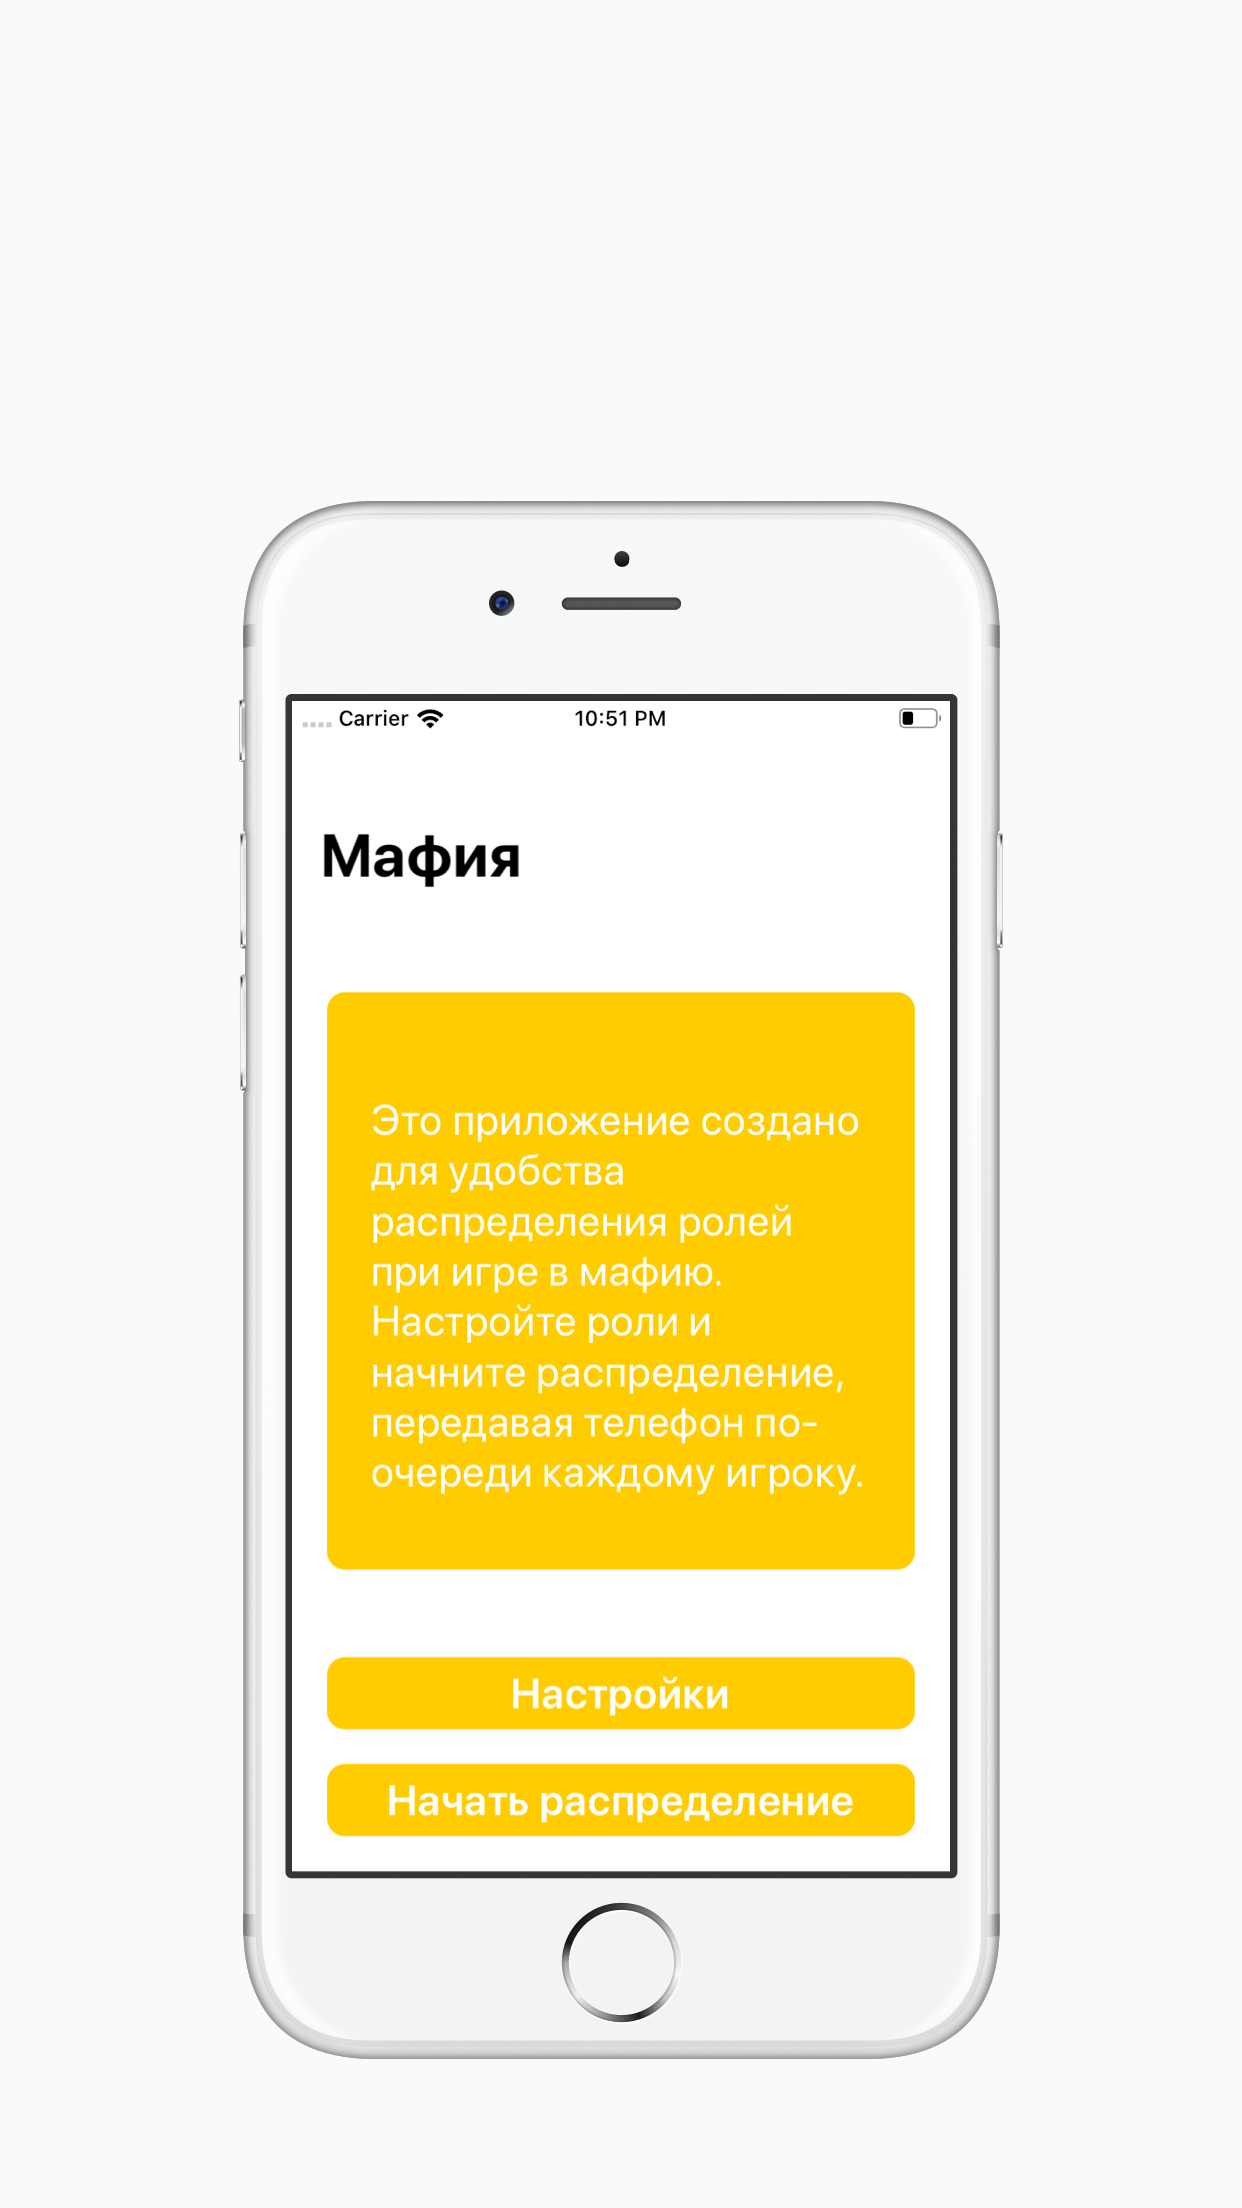 Carrier 10:51 PM
Мафия
Это приложение создано
для удобства
распределения ролей
при игре в мафию.
Настройте роли и
начните распределение,
передавая телефон по-
очереди каждому игроку.
Настройки
Начать распределение